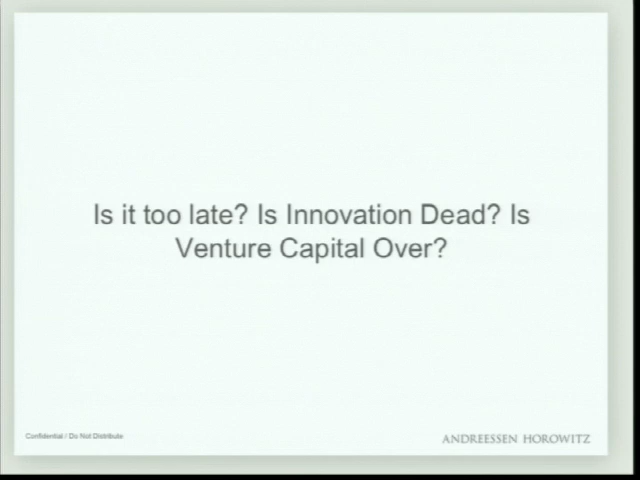 Is it too late? Is Innovation Dead? Is
Venture Capital Over?
Confidential / Do Not Distribute
ANDREESSEN HOROWITZ